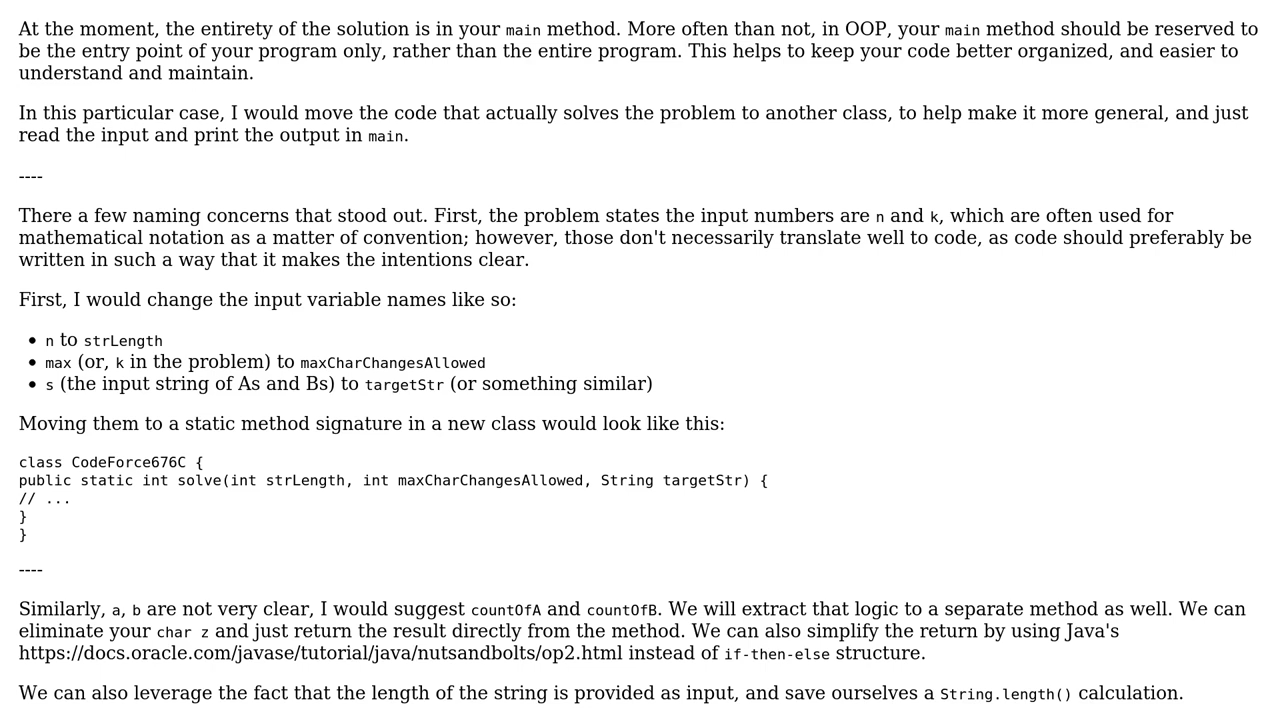 At the moment, the entirety of the solution is in your main method. More often than not, in OOP, your main method should be reserved to
be the entry point of your program only, rather than the entire program. This helps to keep your code better organized, and easier to
understand and maintain.
In this particular case, I would move the code that actually solves the problem to another class, to help make it more general, and just
read the input and print the output in main.
----
There a few naming concerns that stood out. First, the problem states the input numbers are n and k, which are often used for
mathematical notation as a matter of convention; however, those don't necessarily translate well to code, as code should preferably be
written in such a way that it makes the intentions clear.
First, I would change the input variable names like so:
• n to strLength
• max (or, k in the problem) to maxCharChangesAllowed
• s (the input string of As and Bs) to targetStr (or something similar)
Moving them to a static method signature in a new class would look like this:
class CodeForce676C {
public static int solve(int strLength, int maxCharChangesAllowed, String targetStr) {
// ...
}
}
----
Similarly, a, b are not very clear, I would suggest countOfA and countOfB. We will extract that logic to a separate method as well. We can
eliminate your char z and just return the result directly from the method. We can also simplify the return by using Java's
https://docs.oracle.com/javase/tutorial/java/nutsandbolts/op2.html instead of if-then-else structure.
We can also leverage the fact that the length of the string is provided as input, and save ourselves a String.length() calculation.